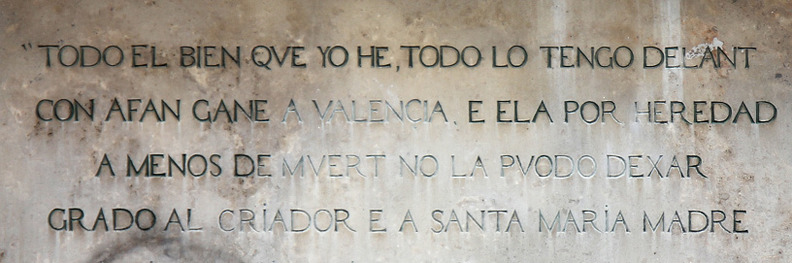 "TODO EL BIEN QVE YO HE, TODO LO TENGO DELANT
CON AFAN GANE A VALENÇIA, E ELA POR HEREDAD
A MENOS DE MVERT NO LA PVODO DEXAR
GRADO AL CRIADOR E A SANTA MARIA MADRE